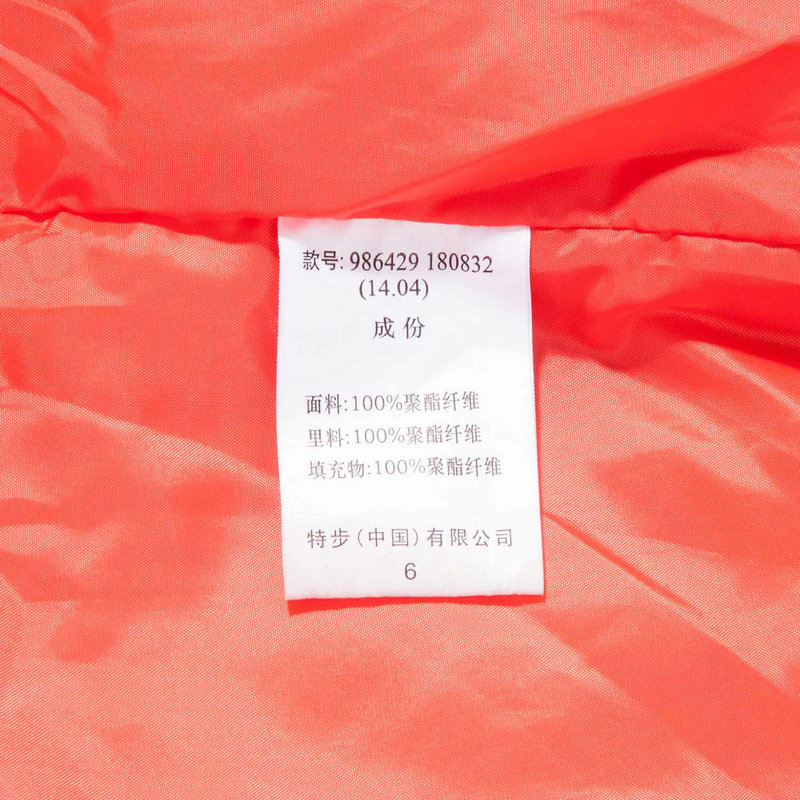 款号: 986429 180832
(14.04)
成份
面料:100%聚酯纤维
里料:100%聚酯纤维
填充物:100%聚酯纤维
特步(中国)有限公司
6